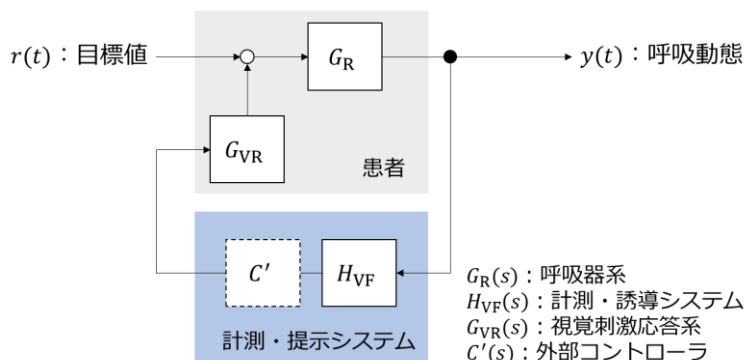 r(t)：目標値
G_R
y(t)：呼吸動態
G_VR
患者
C′
H_VF
計測・提示システム
G_R(s)：呼吸器系
H_VF(s)：計測・誘導システム
G_VR(s)：視覚刺激応答系
C′(s)：外部コントローラ